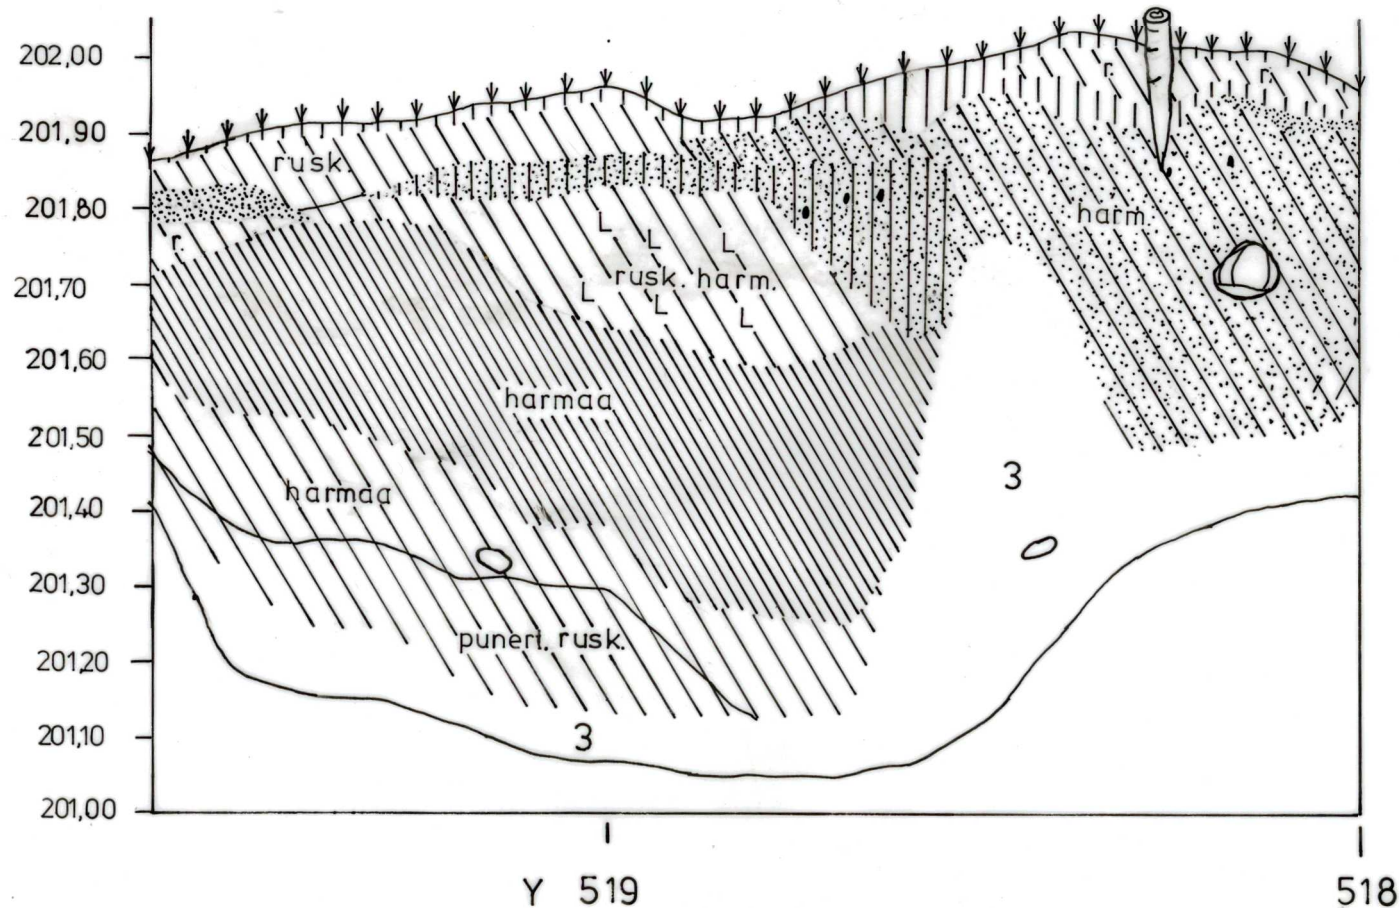 202,00
201,90
201,80
201,70
201,60
201,50
201,40
201,30
201,20
201,10
201,00
r.
r.
rusk.
harm.
r.
L
L
L
rusk. harm.
L
L
L
harmaa
harmaa
3
punert. rusk.
3
Y 519
518